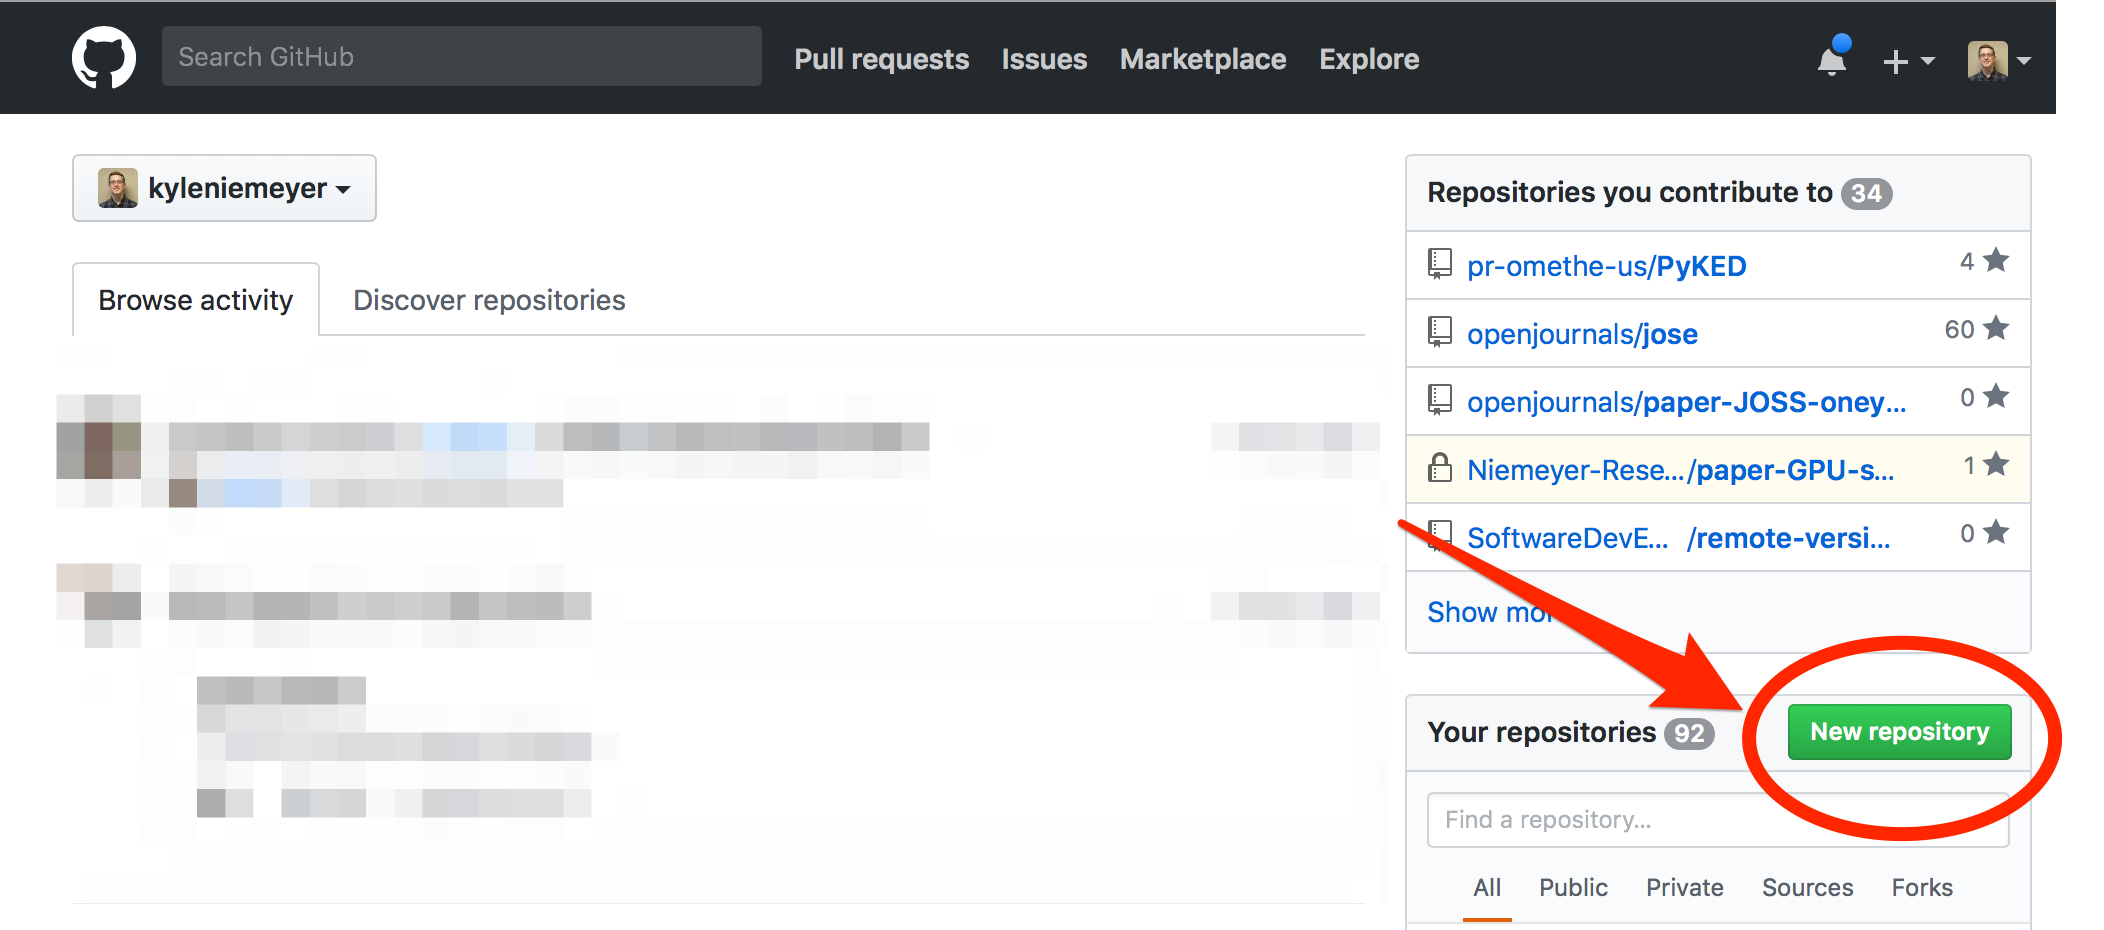 Search GitHub
Pull requests Issues Marketplace Explore
kyleniemeyer
Browse activity Discover repositories
Repositories you contribute to 34
pr-omethe-us/PyKED 4
openjournals/jose 60
openjournals/paper-JOSS-oney... 0
Niemeyer-Rese.../paper-GPU-s... 1
SoftwareDevE... /remote-versi... 0
Show
Your repositories 92 New repository
Find a repository...
All Public Private Sources Forks